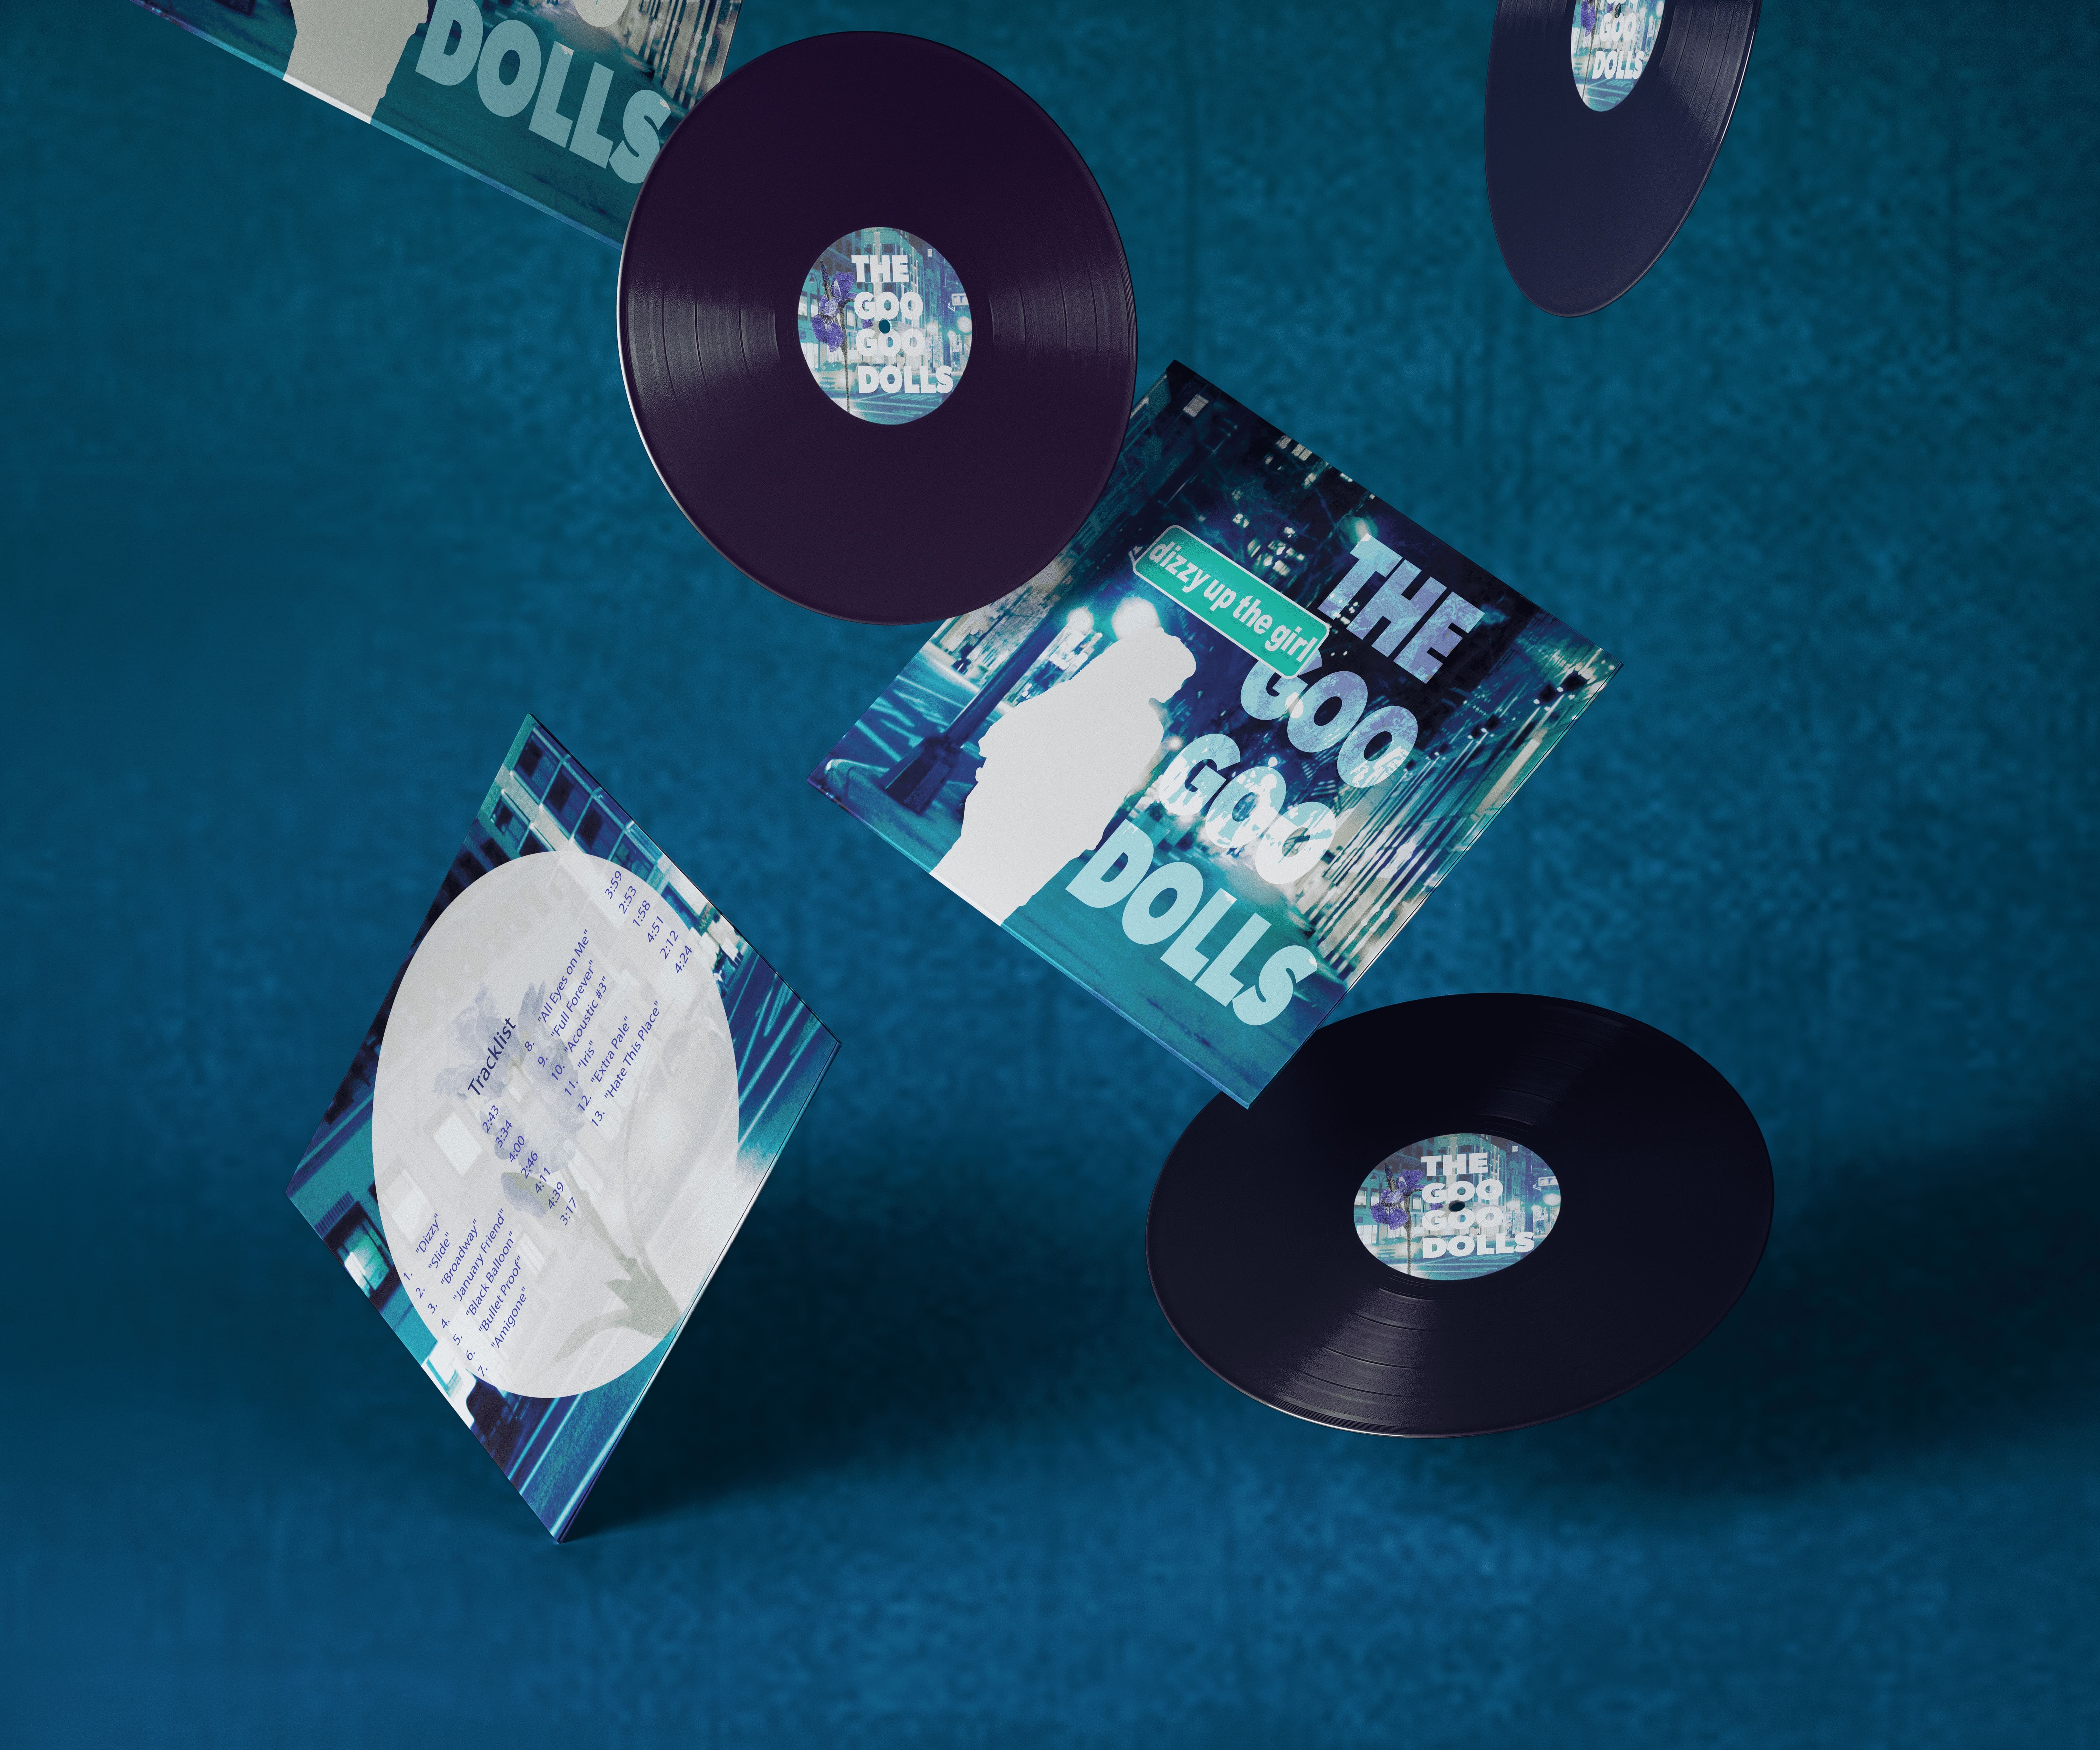 DOLLS
GOO
DOLLS
THE
GOO
GOO
DOLLS
dizzy up the girl
THE
GOO
GOO
DOLLS
Tracklist
1. "Dizzy" 2:43
2. "Slide" 3:34
3. "Broadway" 4:00
4. "January Friend" 2:46
5. "Black Balloon" 4:11
6. "Bullet Proof" 4:39
7. "Amigone" 3:17
8. "All Eyes on Me" 3:59
9. "Full Forever" 2:53
10. "Acoustic #3" 1:58
11. "Iris" 4:51
12. "Extra Pale" 2:12
13. "Hate This Place" 4:24
THE
GOO
GOO
DOLLS